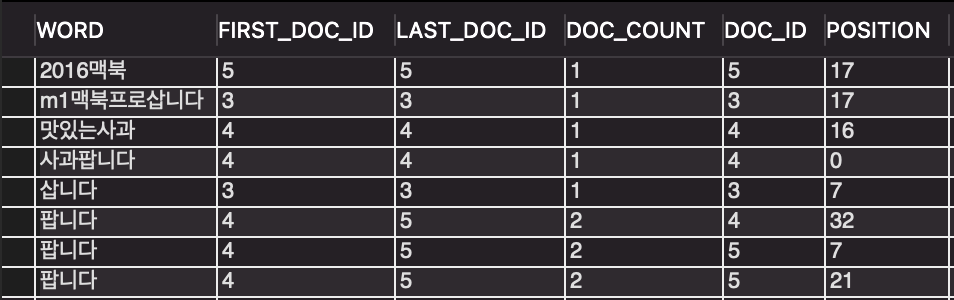 WORD FIRST_DOC_ID LAST_DOC_ID DOC_COUNT DOC_ID POSITION
2016맥북 5 5 1 5 17
m1맥북프로삽니다 3 3 1 3 17
맛있는사과 4 4 1 4 16
사과팝니다 4 4 1 4 0
삽니다 3 3 1 3 7
팝니다 4 5 2 4 32
팝니다 4 5 2 5 7
팝니다 4 5 2 5 21